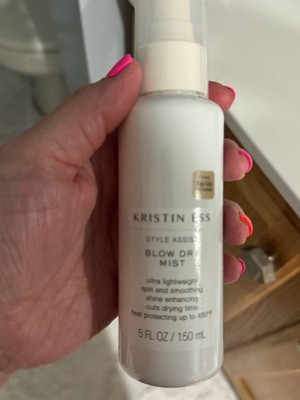 KRISTIN ESS
STYLE ASSIST
BLOW DRY
MIST
ultra lightweight
split end smoothing
shine enhancing
cuts drying time
heat protecting up to 450°F
5 FL OZ/150 mL